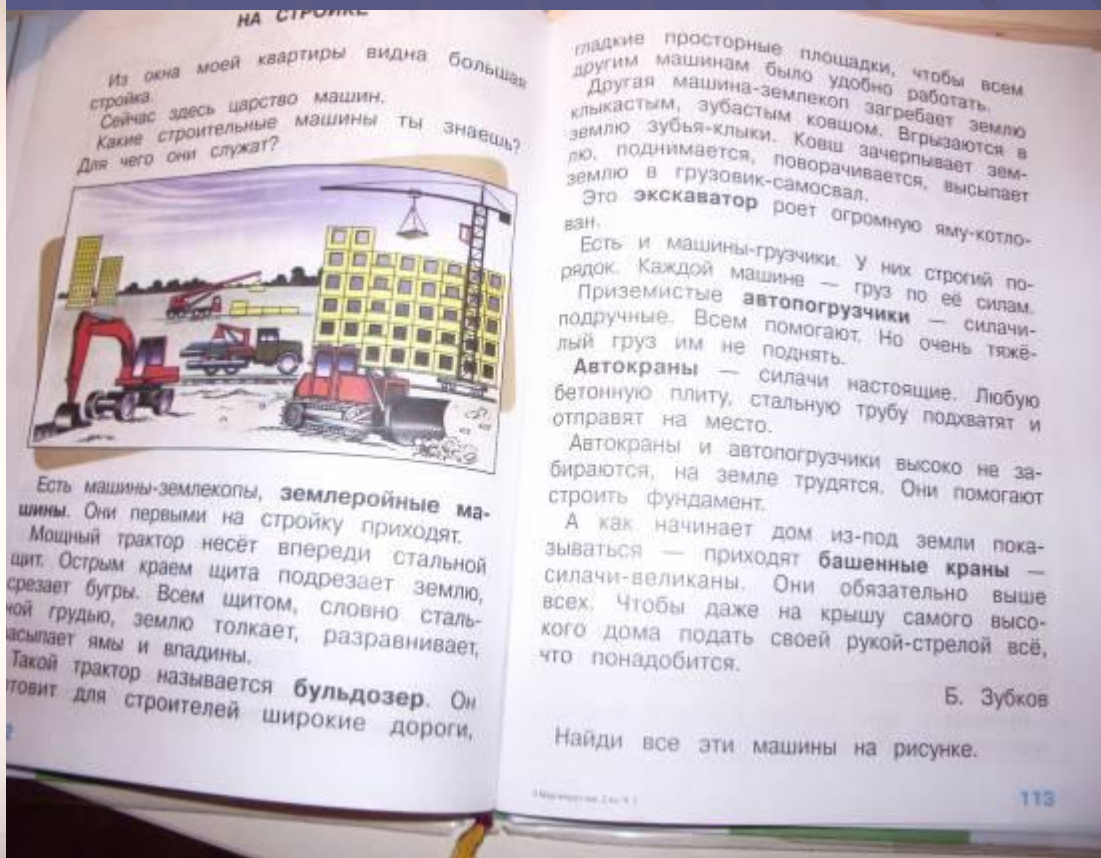 НА СТРОЙКЕ
Из окна моей квартиры видна большая
стройка.
Сейчас здесь царство машин.
Какие строительные машины ты знаешь?
Для чего они служат?
Есть машины-землекопы, землеройные ма-
шины. Они первыми на стройку приходят.
Мощный трактор несёт впереди стальной
щит. Острым краем щита подрезает землю,
срезает бугры. Всем щитом, словно сталь-
ной грудью, землю толкает, разравнивает,
засыпает ямы и впадины.
Такой трактор называется бульдозер. Он
готовит для строителей широкие дороги,
гладкие просторные площадки, чтобы всем
другим машинам было удобно работать.
Другая машина-землекоп загребает землю
клыкастым, зубастым ковшом. Вгрызаются в
землю зубья-клыки. Ковш зачерпывает зем-
лю, поднимается, поворачивается, высыпает
землю в грузовик-самосвал.
Это экскаватор роет огромную яму-котло-
ван.
Есть и машины-грузчики. У них строгий по-
рядок. Каждой машине — груз по её силам.
Приземистые автопогрузчики — силачи-
подручные. Всем помогают. Но очень тяжё-
лый груз им не поднять.
Автокраны — силачи настоящие. Любую
бетонную плиту, стальную трубу подхватят и
отправят на место.
Автокраны и автопогрузчики высоко не за-
бираются, на земле трудятся. Они помогают
строить фундамент.
А как начинает дом из-под земли пока-
зываться — приходят башенные краны —
силачи-великаны. Они обязательно выше
всех. Чтобы даже на крышу самого высо-
кого дома подать своей рукой-стрелой всё,
что понадобится.
Б. Зубков
Найди все эти машины на рисунке.
113